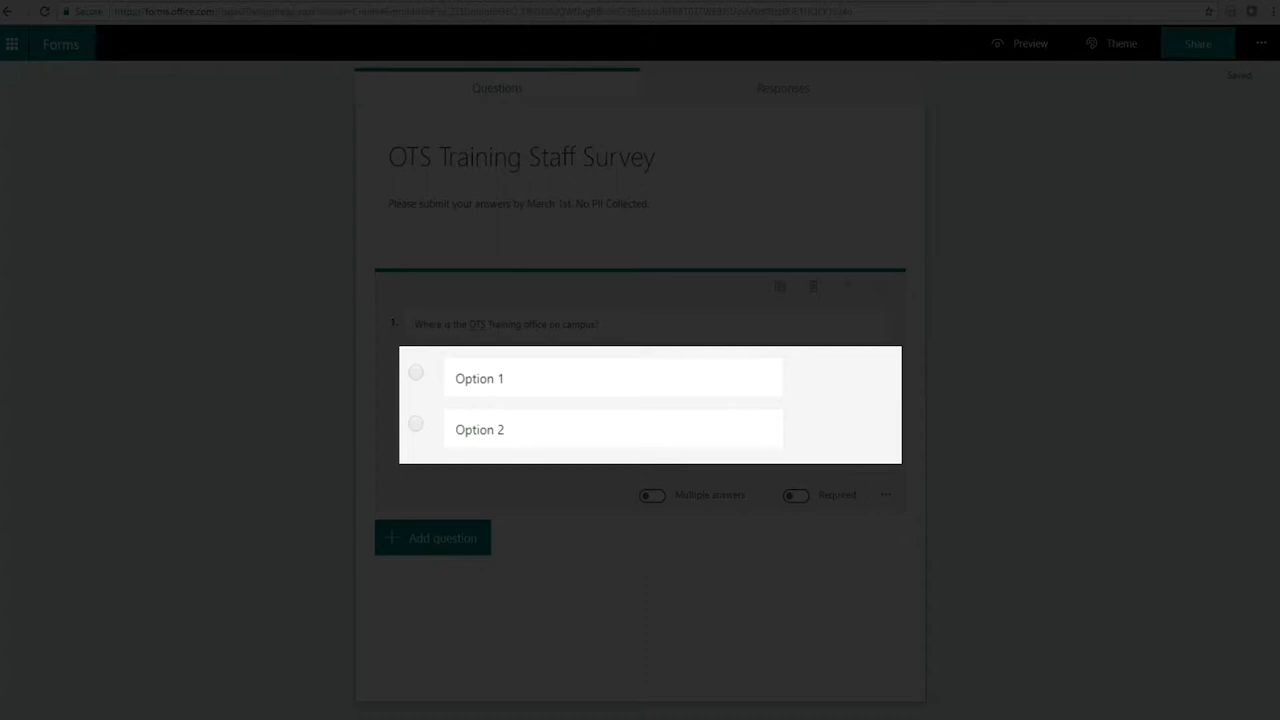 Secure
Forms
Preview
Theme
Share
Saved
Questions
Responses
OTS Training Staff Survey
Please submit your answers by March 1st. No PII Collected.
1.
Where is the OTS Training office on campus?
Option 1
Option 2
Multiple answers
Required
Add question